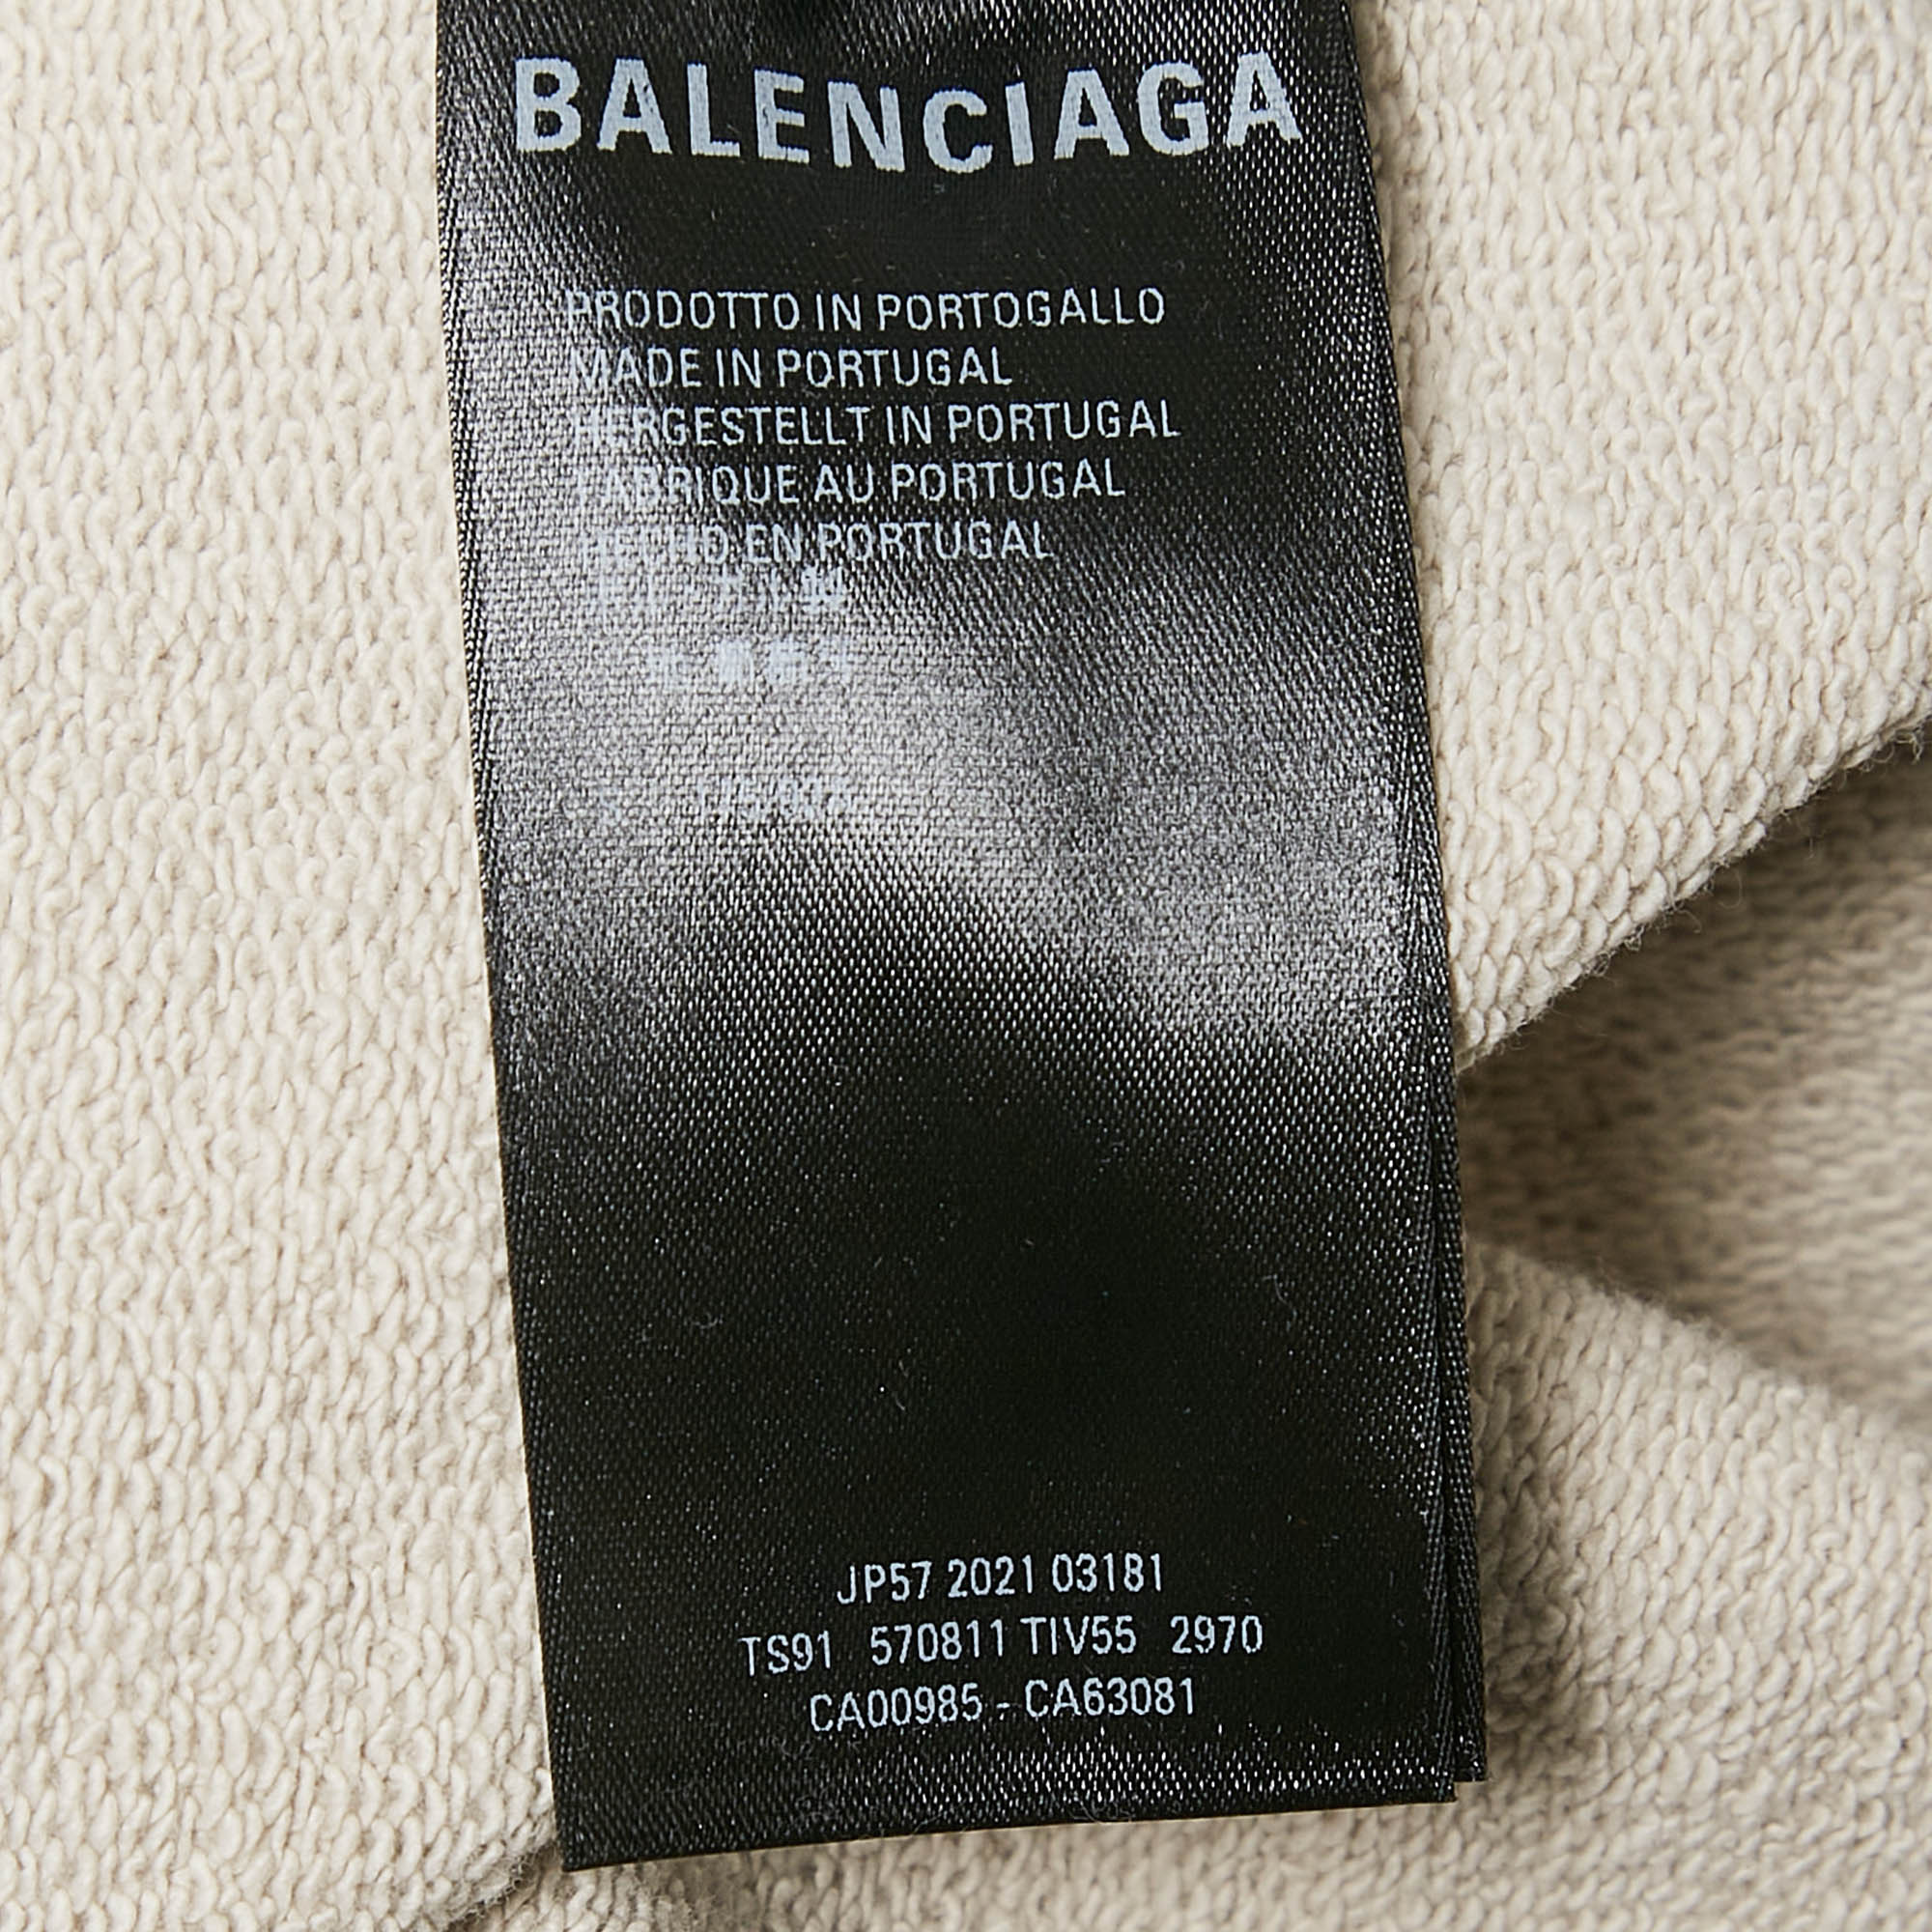 BALENCIAGA
PRODOTTO IN PORTOGALLO
MADE IN PORTUGAL
HERGESTELLT IN PORTUGAL
FABRIQUE AU PORTUGAL
HECHO EN PORTUGAL
JP57 2021 03181
TS91 570811 TIV55 2970
CA00985 - CA63081